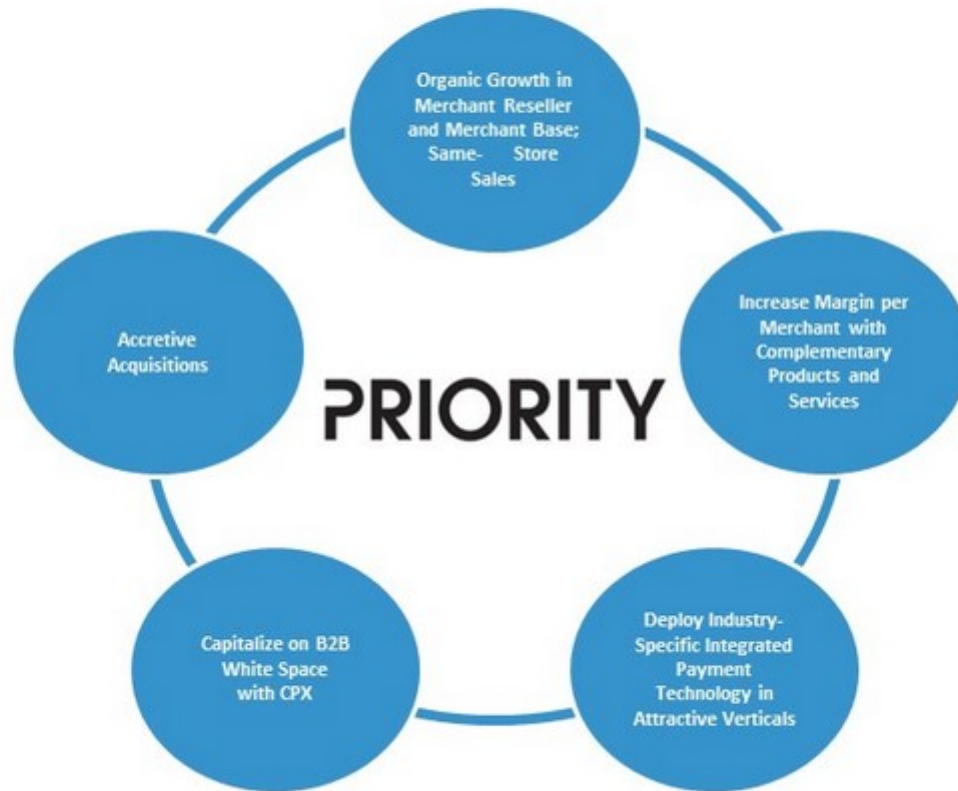 Organic Growth in
Merchant Reseller
and Merchant Base;
Same- Store
Sales
Increase Margin per
Merchant with
Complementary
Products and
Services
Accretive
Acquisitions
PRIORITY
Capitalize on B2B
White Space
with CPX
Deploy Industry-
Specific Integrated
Payment
Technology in
Attractive Verticals